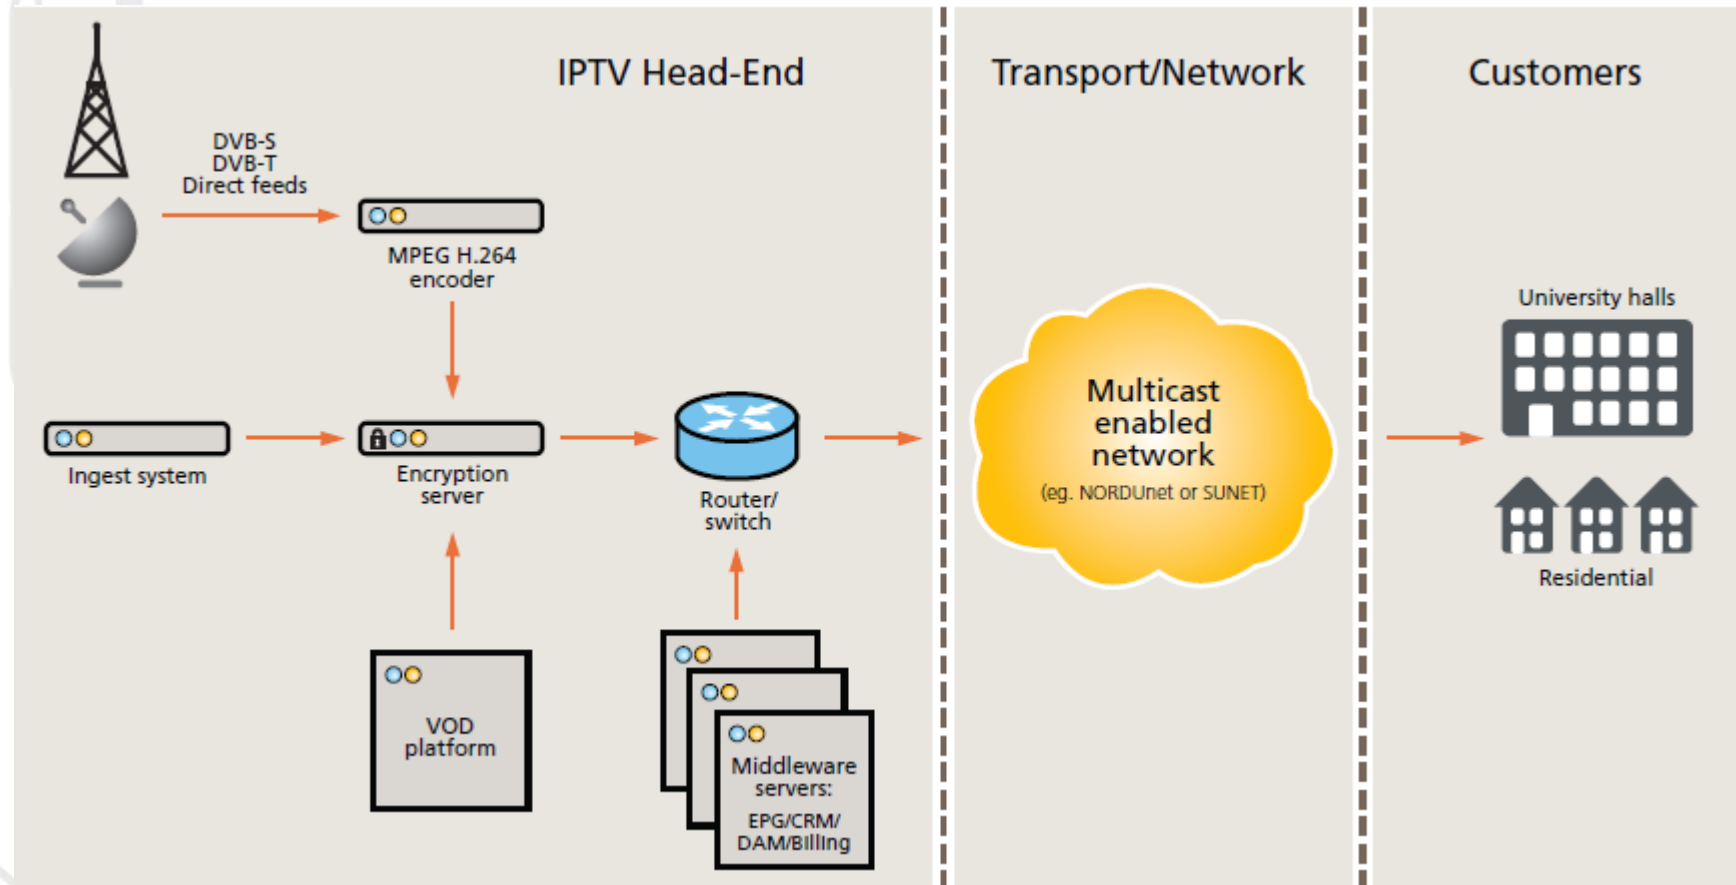 IPTV Head-End
Transport/Network
Customers
DVB-S
DVB-T
Direct feeds
MPEG H.264
encoder
Ingest system
Encryption
server
Router/
switch
VOD
platform
Middleware
servers:
EPG/CRM/
DAM/Billing
Multicast
enabled
network
(eg. NORDUnet or SUNET)
University halls
Residential